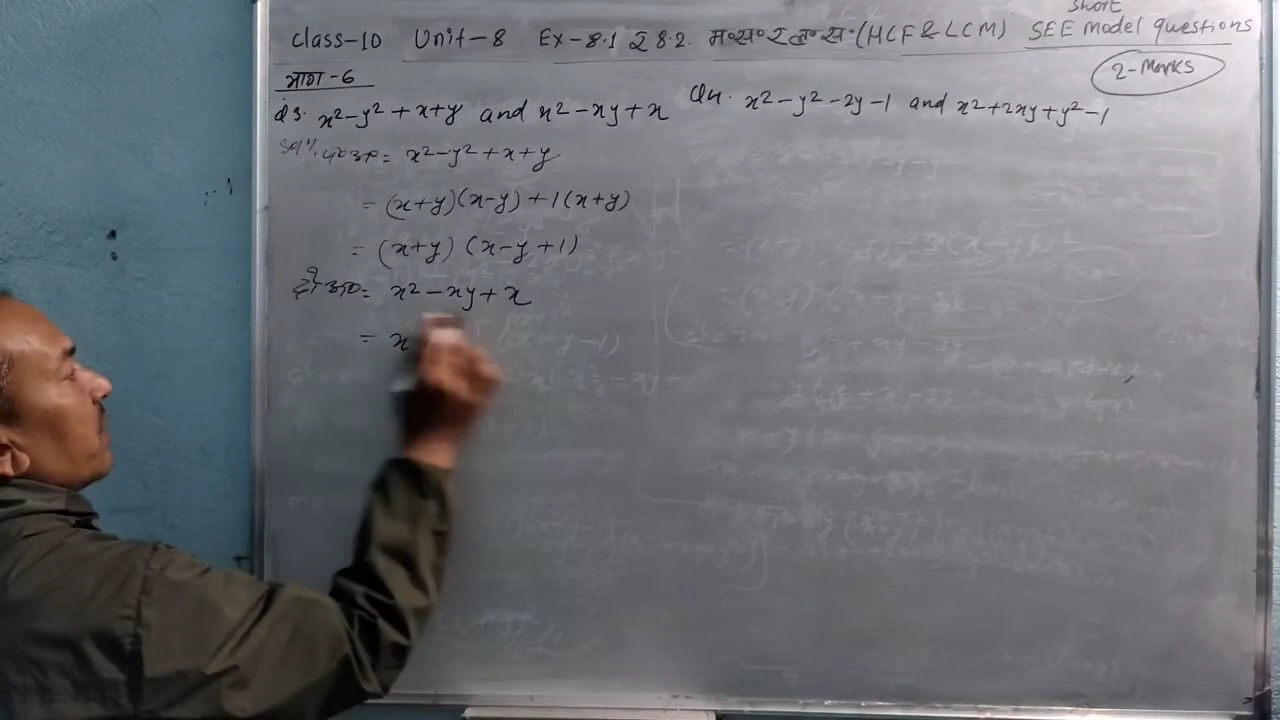 short
class-10 Unit-8 Ex-8.1 र 8.2. म०स० र ल०स. (HCF & LCM) SEE model questions
भाग-6
2-Marks
Q3. x²-y²+x+y and x²-xy+x
Q4. x²-y²-2y-1 and x²+2xy+y²-1
= x²-y²+x+y
= (x+y)(x-y)+1(x+y)
= (x+y) (x-y+1)
= x²-xy+x
= x